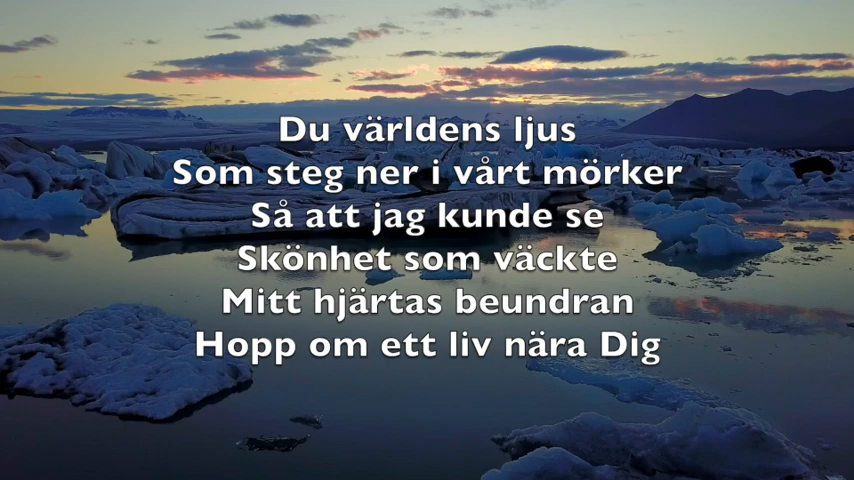 Du världens ljus
Som steg ner i vårt mörker
Så att jag kunde se
Skönhet som väckte
Mitt hjärtas beundran
Hopp om ett liv nära Dig